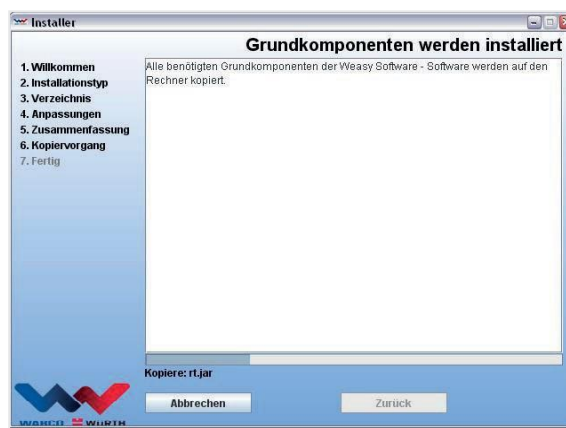 Installer
Grundkomponenten werden installiert
1. Willkommen
2. Installationstyp
3. Verzeichnis
4. Anpassungen
5. Zusammenfassung
6. Kopiervorgang
7. Fertig
Alle benötigten Grundkomponenten der Weasy Software - Software werden auf den
Rechner kopiert.
Kopiere: rt.jar
Abbrechen
Zurück
WABCO WÜRTH